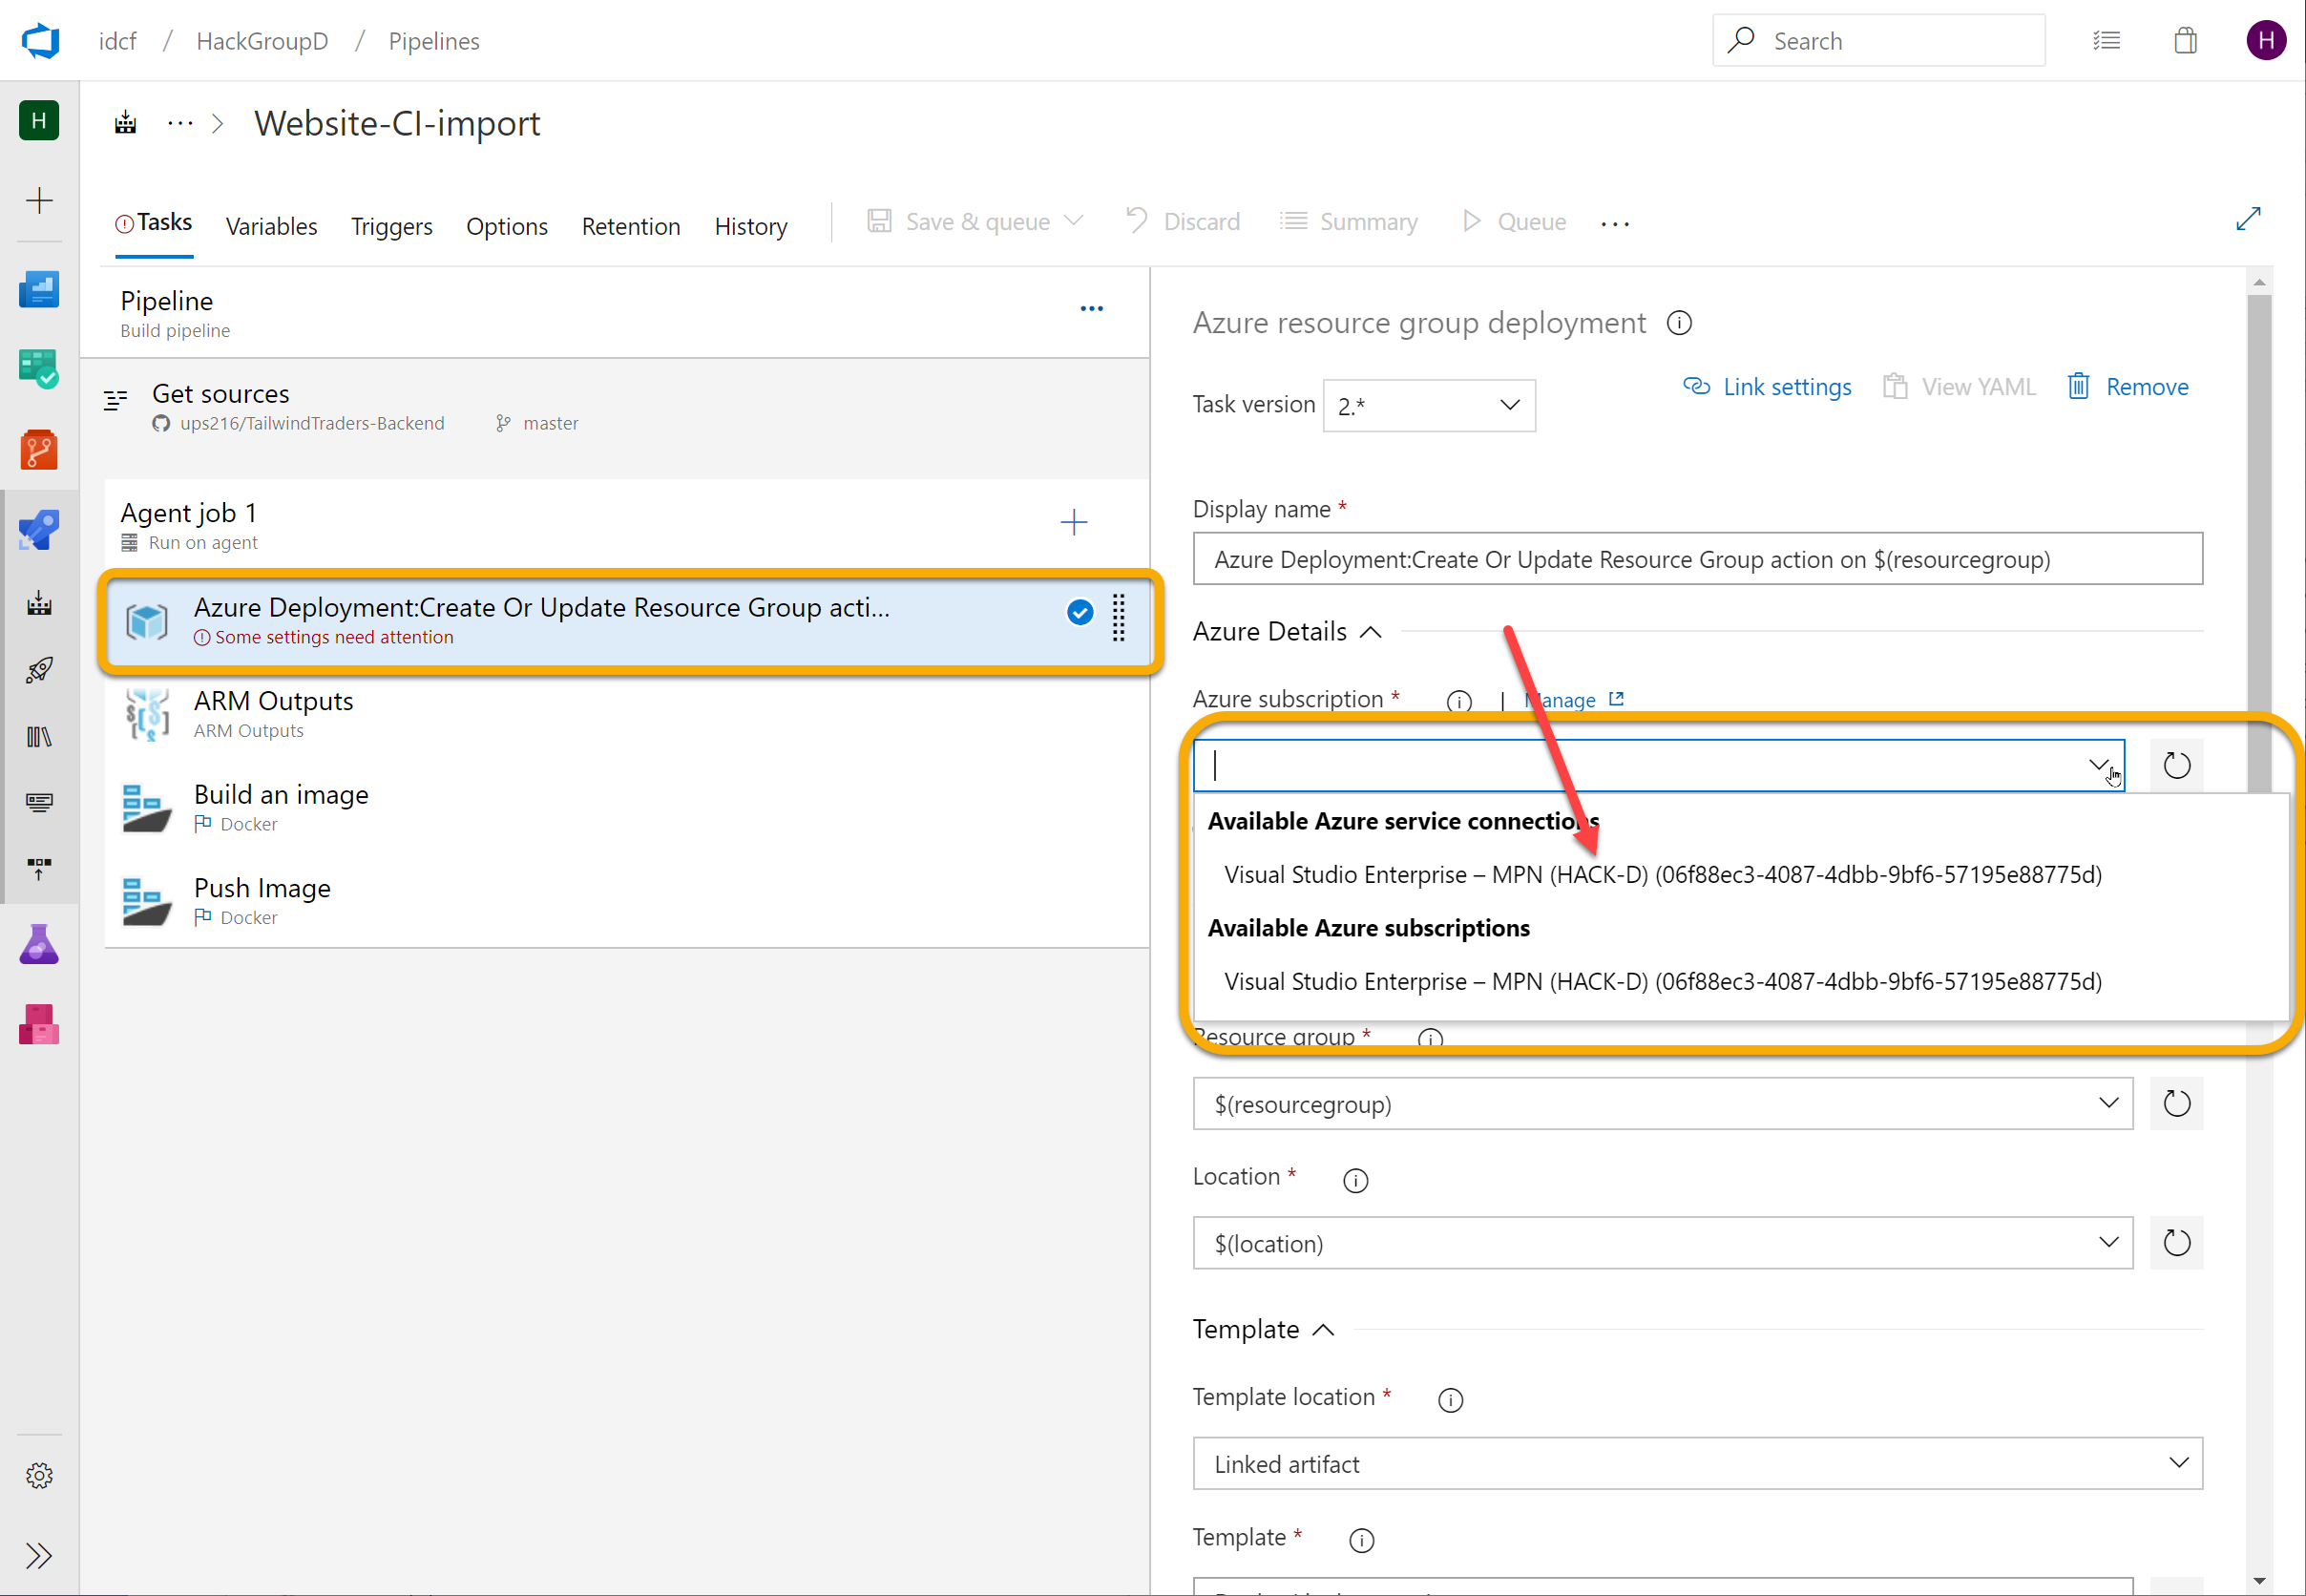 idcf / HackGroupD / Pipelines
Search
H
H
Website-CI-import
Tasks Variables Triggers Options Retention History Save & queue Discard Summary Queue
Pipeline
Build pipeline
Get sources
ups216/TailwindTraders-Backend master
Agent job 1
Run on agent
Azure Deployment:Create Or Update Resource Group acti...
Some settings need attention
ARM Outputs
ARM Outputs
Build an image
Docker
Push Image
Docker
Azure resource group deployment
Task version 2.*
Link settings View YAML Remove
Display name *
Azure Deployment:Create Or Update Resource Group action on $(resourcegroup)
Azure Details
Azure subscription * | Manage
Available Azure service connections
Visual Studio Enterprise – MPN (HACK-D) (06f88ec3-4087-4dbb-9bf6-57195e88775d)
Available Azure subscriptions
Visual Studio Enterprise – MPN (HACK-D) (06f88ec3-4087-4dbb-9bf6-57195e88775d)
Resource group *
$(resourcegroup)
Location *
$(location)
Template
Template location *
Linked artifact
Template *